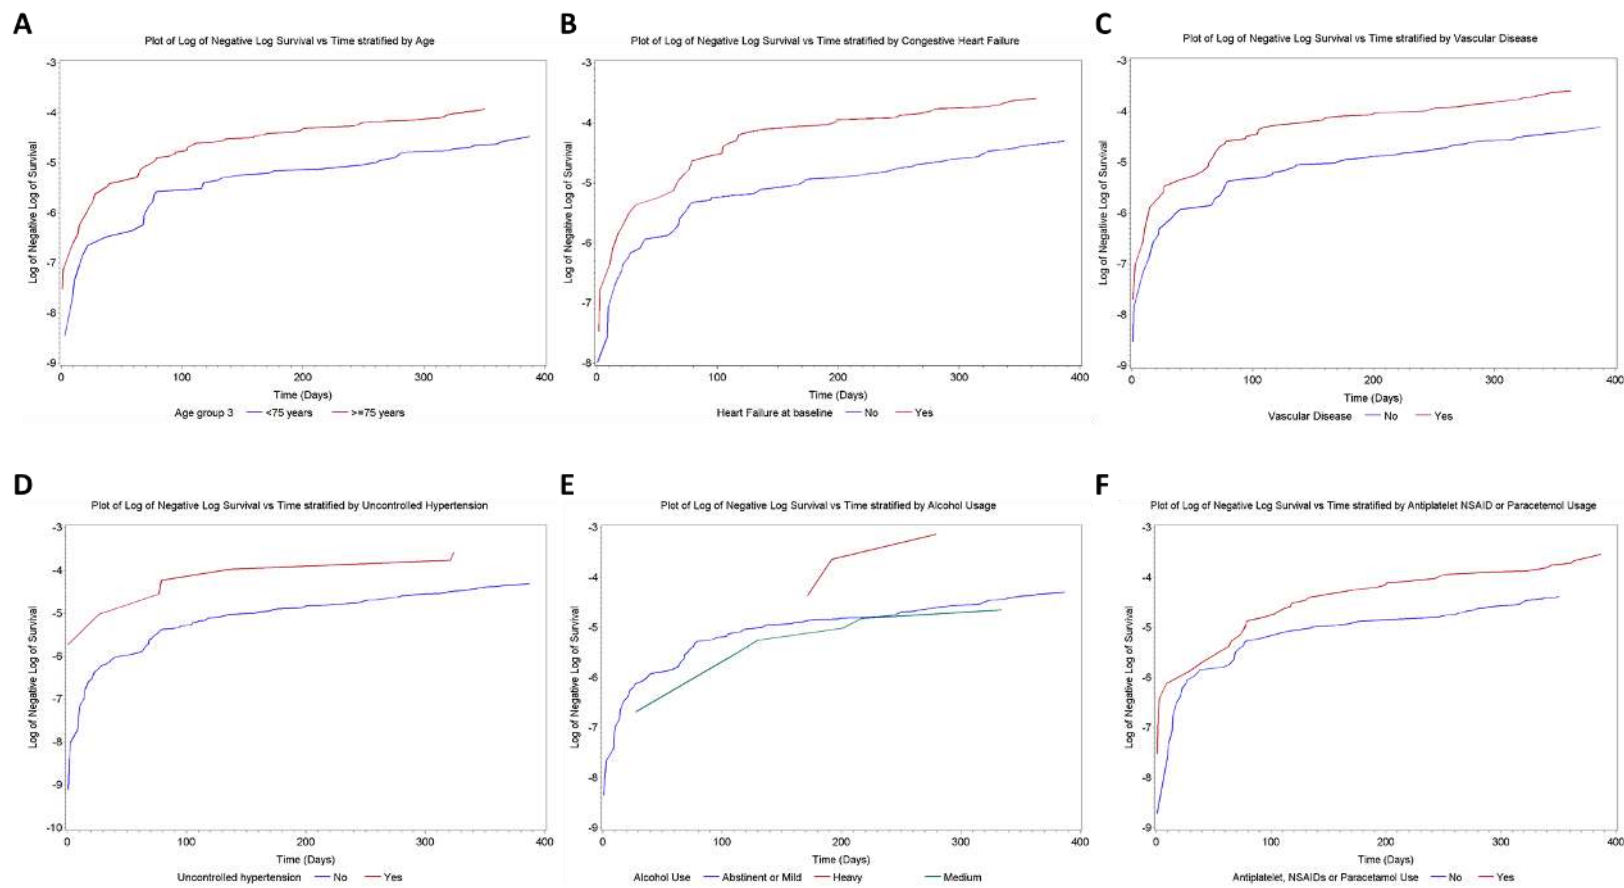 A
Plot of Log of Negative Log Survival vs Time stratified by Age
Log of Negative Log of Survival
-3
-4
-5
-6
-7
-8
-9
0 100 200 300 400
Time (Days)
Age group 3 <75 years >=75 years
B
Plot of Log of Negative Log Survival vs Time stratified by Congestive Heart Failure
Log of Negative Log of Survival
-3
-4
-5
-6
-7
-8
0 100 200 300 400
Time (Days)
Heart Failure at baseline No Yes
C
Plot of Log of Negative Log Survival vs Time stratified by Vascular Disease
Log of Negative Log of Survival
-3
-4
-5
-6
-7
-8
-9
0 100 200 300 400
Time (Days)
Vascular Disease No Yes
D
Plot of Log of Negative Log Survival vs Time stratified by Uncontrolled Hypertension
Log of Negative Log of Survival
-3
-4
-5
-6
-7
-8
-9
-10
0 100 200 300 400
Time (Days)
Uncontrolled hypertension No Yes
E
Plot of Log of Negative Log Survival vs Time stratified by Alcohol Usage
Log of Negative Log of Survival
-3
-4
-5
-6
-7
-8
-9
0 100 200 300 400
Time (Days)
Alcohol Use Abstinent or Mild Heavy Medium
F
Plot of Log of Negative Log Survival vs Time stratified by Antiplatelet NSAID or Paracetemol Usage
Log of Negative Log of Survival
-3
-4
-5
-6
-7
-8
-9
0 100 200 300 400
Time (Days)
Antiplatelet, NSAIDs or Paracetamol Use No Yes